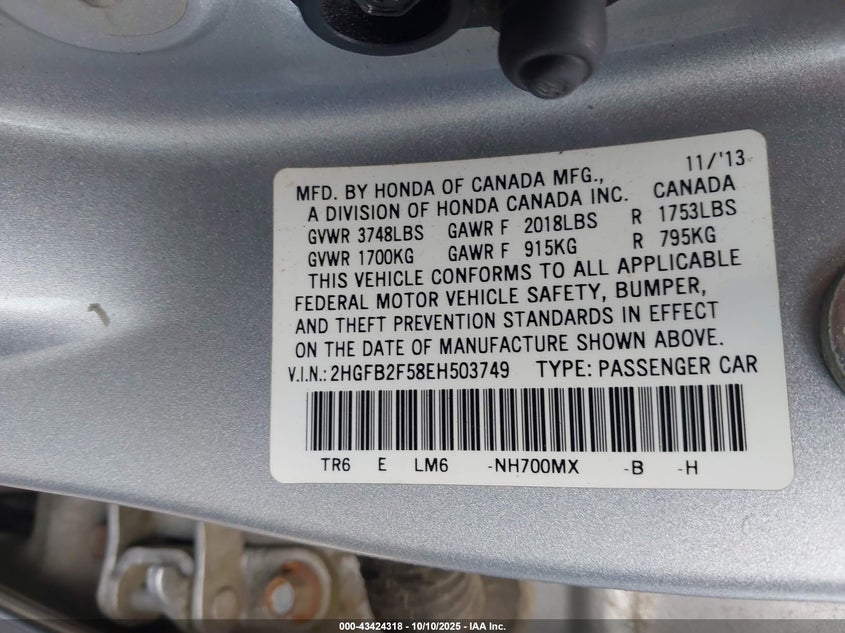 11/'13
MFD. BY HONDA OF CANADA MFG.,
A DIVISION OF HONDA CANADA INC. CANADA
GVWR 3748LBS GAWR F 2018LBS R 1753LBS
GVWR 1700KG GAWR F 915KG R 795KG
THIS VEHICLE CONFORMS TO ALL APPLICABLE
FEDERAL MOTOR VEHICLE SAFETY, BUMPER,
AND THEFT PREVENTION STANDARDS IN EFFECT
ON THE DATE OF MANUFACTURE SHOWN ABOVE.
V.I.N.: 2HGFB2F58EH503749 TYPE: PASSENGER CAR
TR6 E LM6 -NH700MX -B -H
000-43424318 - 10/10/2025 - IAA Inc.